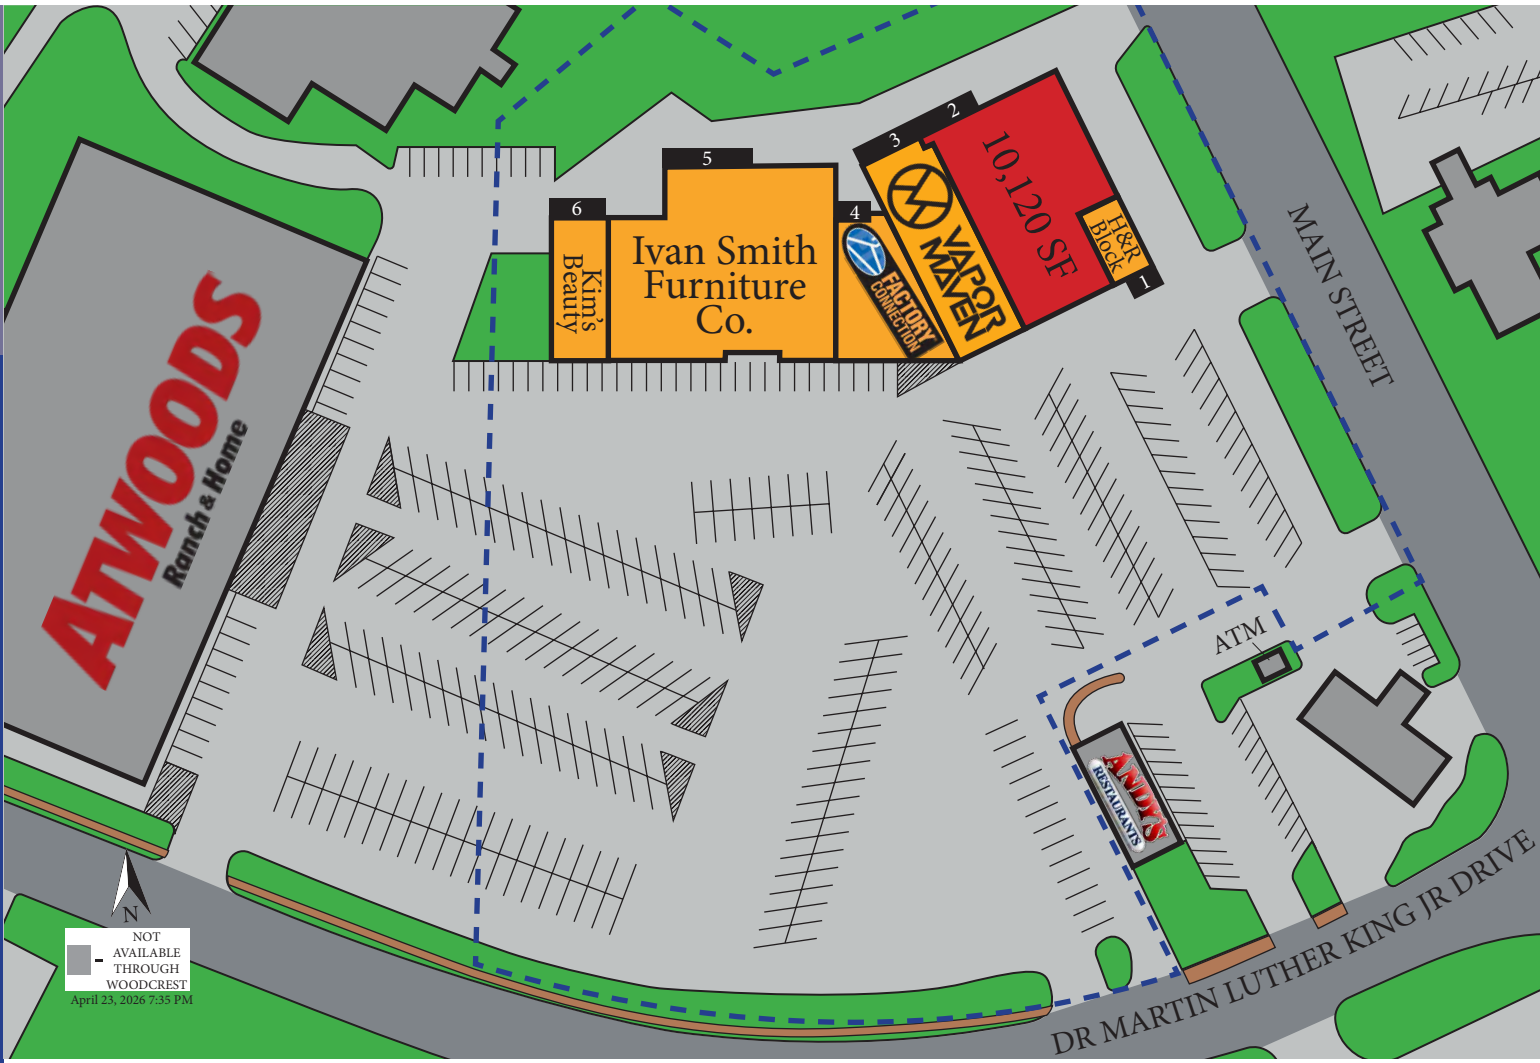 2
3
10,120 SF
5
6
4
H&R
Block
1
VAPOR
MAVEN
Ivan Smith
Furniture
Co.
Kim's
Beauty
FACTORY
CONNECTION
MAIN STREET
ATWOODS
Ranch & Home
ATM
ANDY'S
RESTAURANTS
DR MARTIN LUTHER KING JR DRIVE
N
NOT
AVAILABLE
THROUGH
WOODCREST
April 23, 2026 7:35 PM